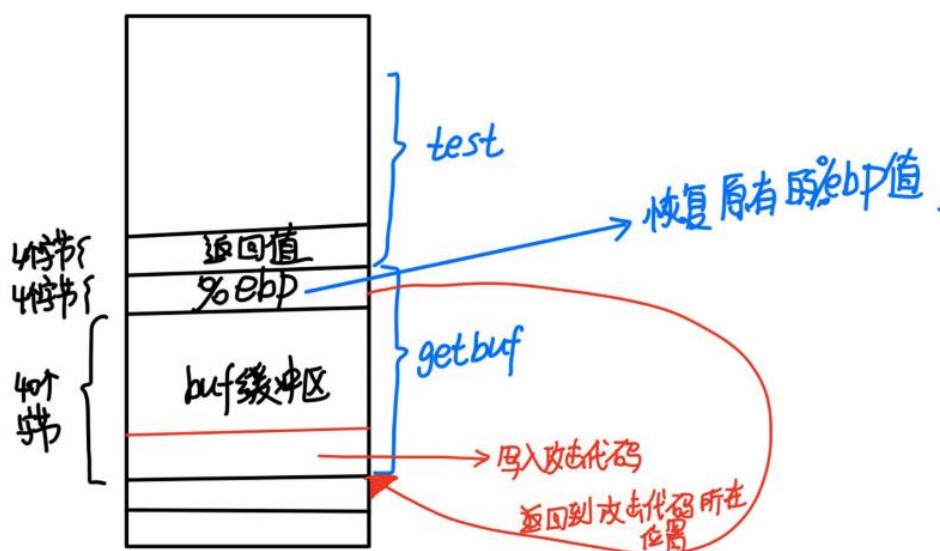 test
恢复原有的%ebp值
4个字节
返回值
4个字节
%ebp
getbuf
40个
字节
buf缓冲区
写入攻击代码
返回到攻击代码所在
位置